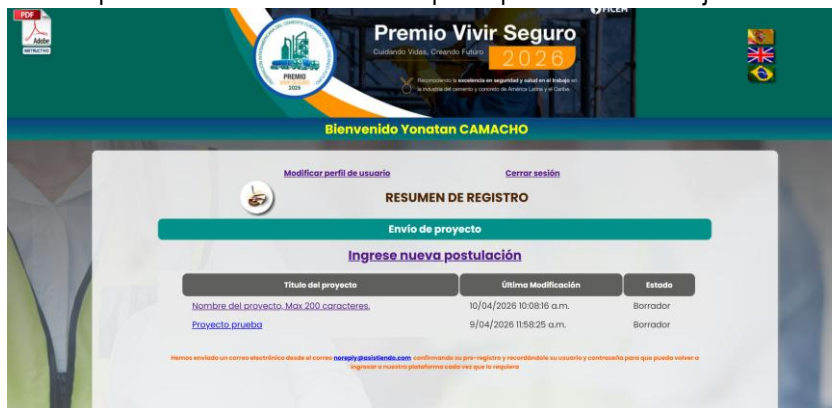 PDF
Adobe
INSTRUCTIVO
FICEM
Premio Vivir Seguro
Cuidando Vidas, Creando Futuro
2026
PREMIO
VIVIR SEGURO
2026
Reconociendo la excelencia en seguridad y salud en el trabajo en
la industria del cemento y concreto de América Latina y el Caribe.
Bienvenido Yonatan CAMACHO
Modificar perfil de usuario
Cerrar sesión
RESUMEN DE REGISTRO
Envío de proyecto
Ingrese nueva postulación
Título del proyecto
Última Modificación
Estado
Nombre del proyecto, Max 200 caracteres.
10/04/2026 10:08:16 a.m.
Borrador
Proyecto prueba
9/04/2026 11:58:25 a.m.
Borrador
Hemos enviado un correo electrónico desde el correo noreply@asistiendo.com confirmando su pre-registro y recordándole su usuario y contraseña para que pueda volver a
ingresar a nuestra plataforma cada vez que lo requiera